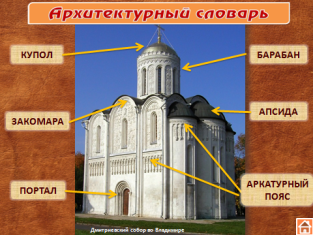 Архитектурный словарь
КУПОЛ
БАРАБАН
ЗАКОМАРА
АПСИДА
ПОРТАЛ
АРКАТУРНЫЙ
ПОЯС
Дмитриевский собор во Владимире